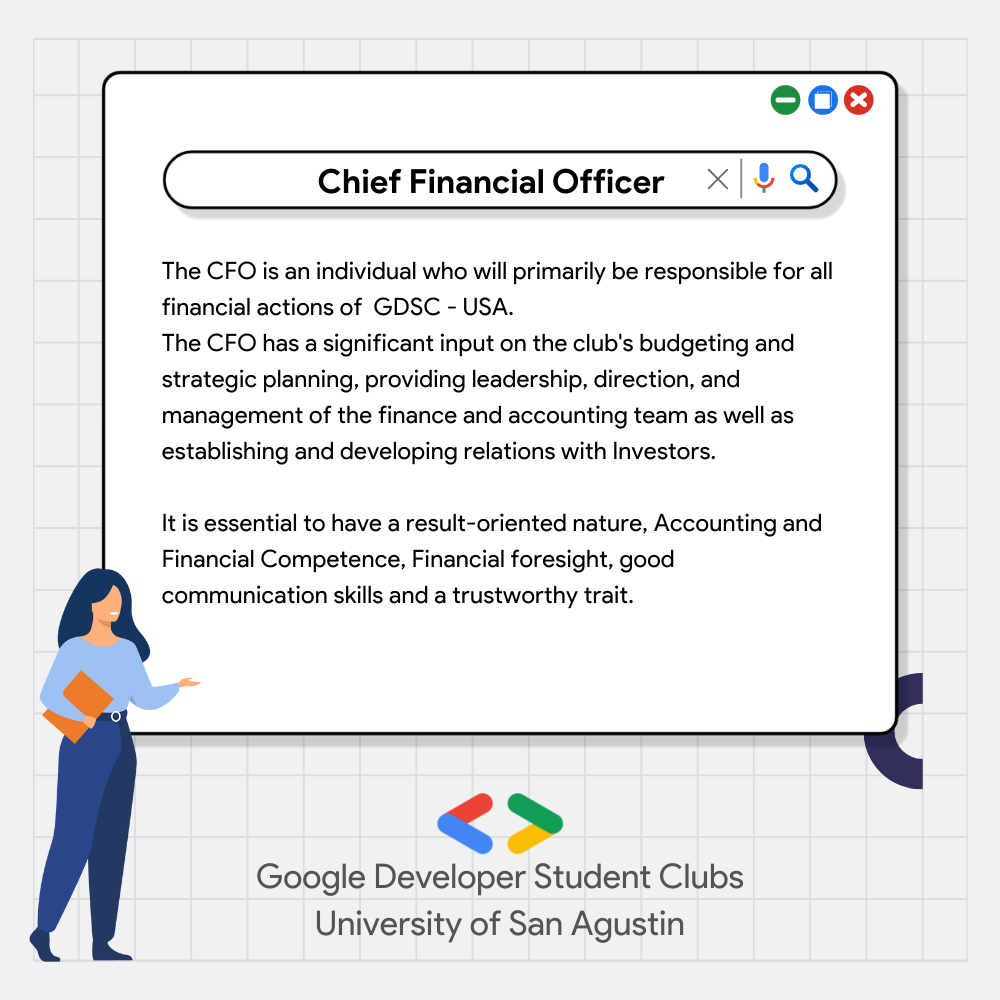 Chief Financial Officer
The CFO is an individual who will primarily be responsible for all
financial actions of  GDSC - USA.
The CFO has a significant input on the club's budgeting and
strategic planning, providing leadership, direction, and
management of the finance and accounting team as well as
establishing and developing relations with Investors.
It is essential to have a result-oriented nature, Accounting and
Financial Competence, Financial foresight, good
communication skills and a trustworthy trait.
Google Developer Student Clubs
University of San Agustin